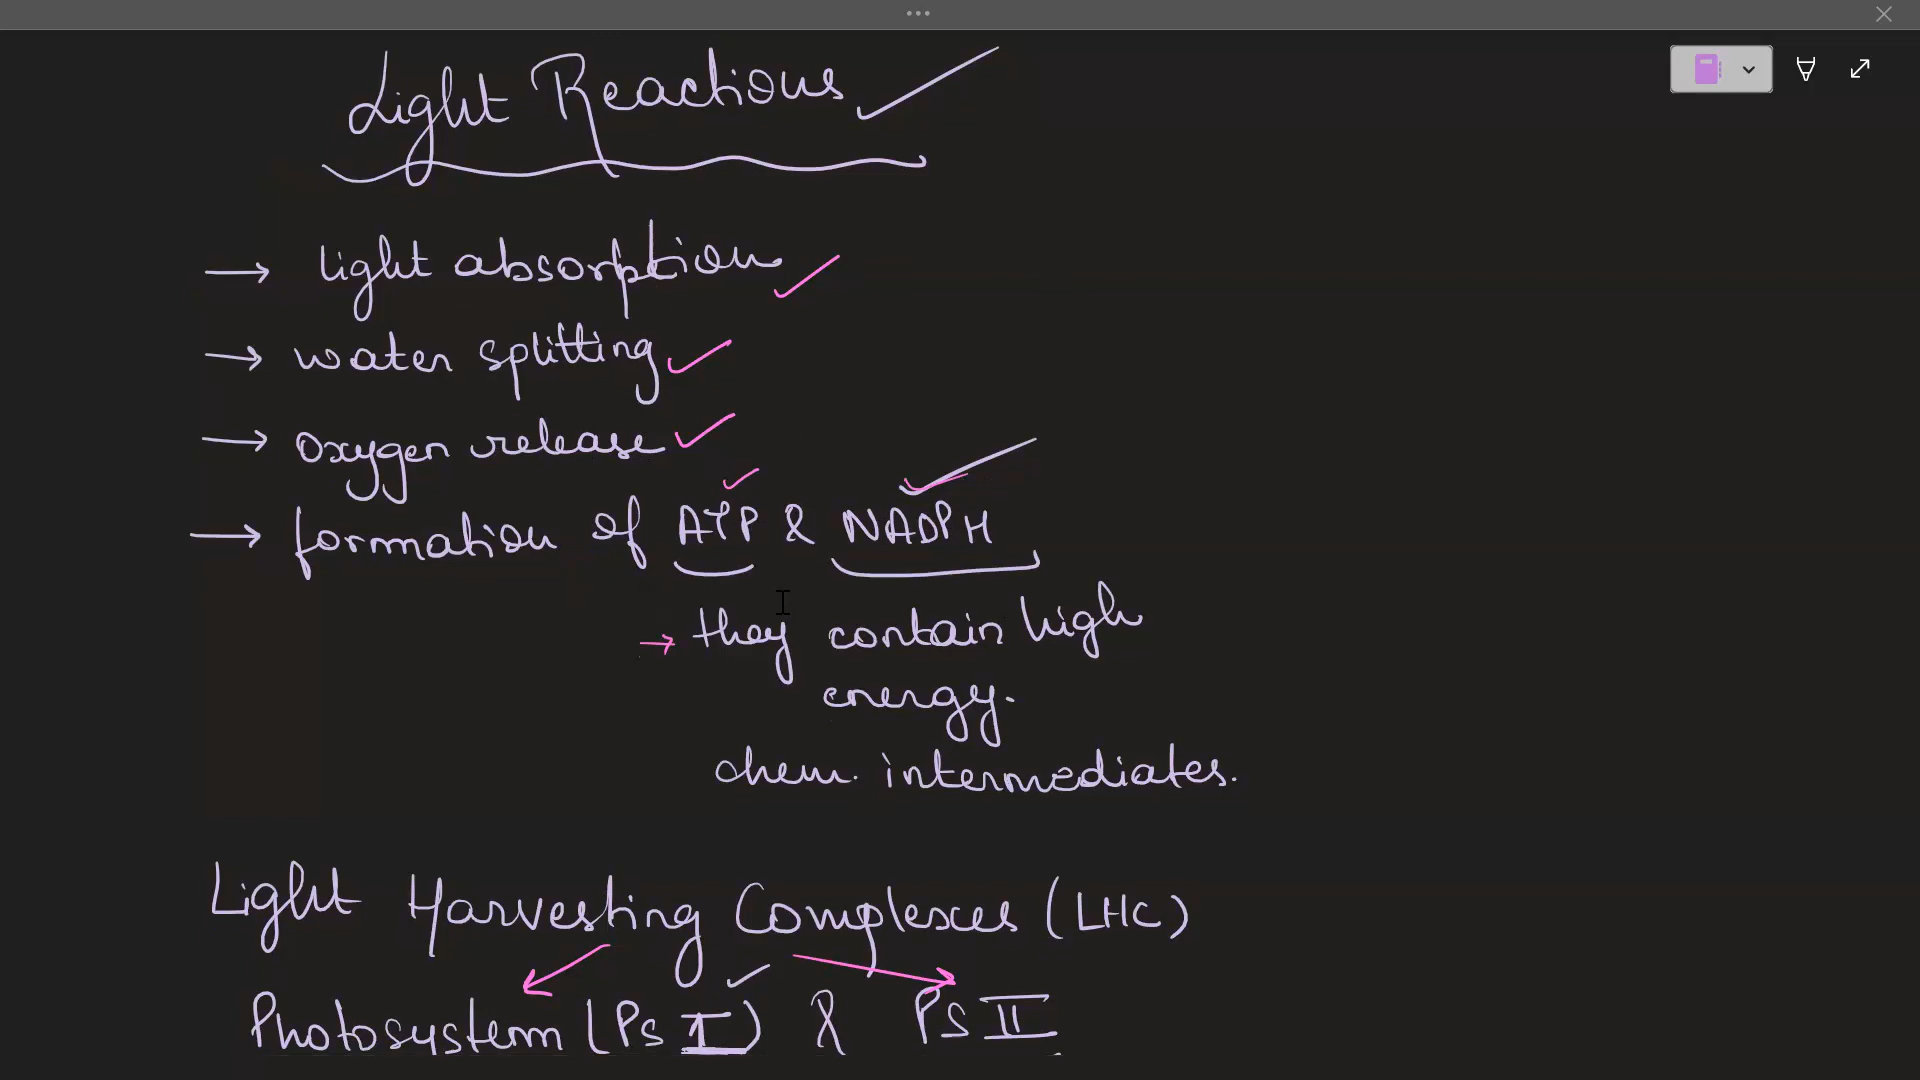 Light Reactions
→ light absorption
→ water splitting
→ oxygen release
→ formation of ATP & NADPH
→ they contain high
energy.
chem. intermediates.
Light Harvesting Complexes (LHC)
Photosystem (Ps I) & Ps II